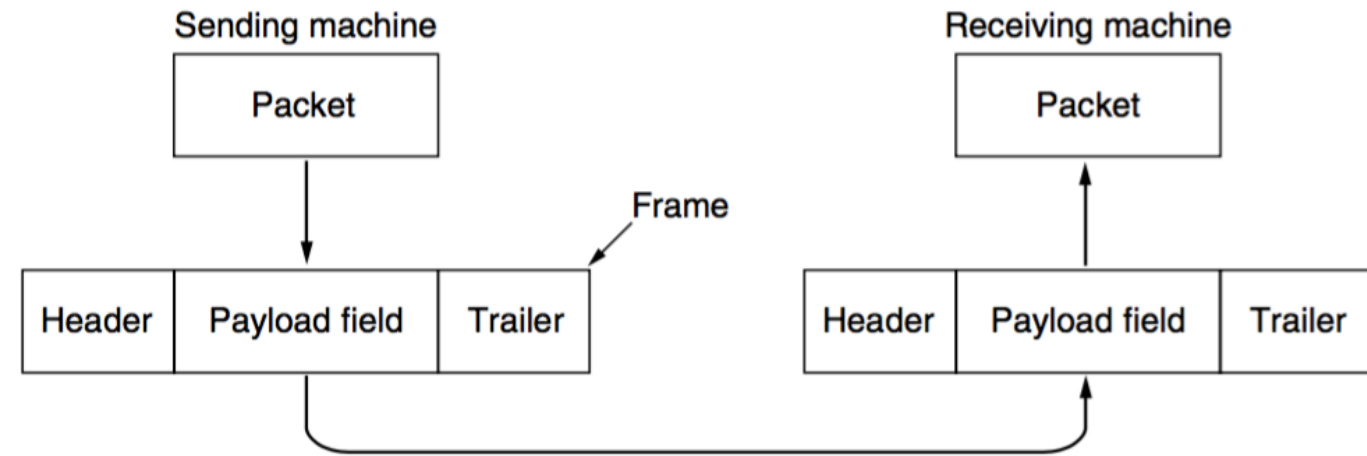 Sending machine
Receiving machine
Packet
Packet
Frame
Header
Payload field
Trailer
Header
Payload field
Trailer